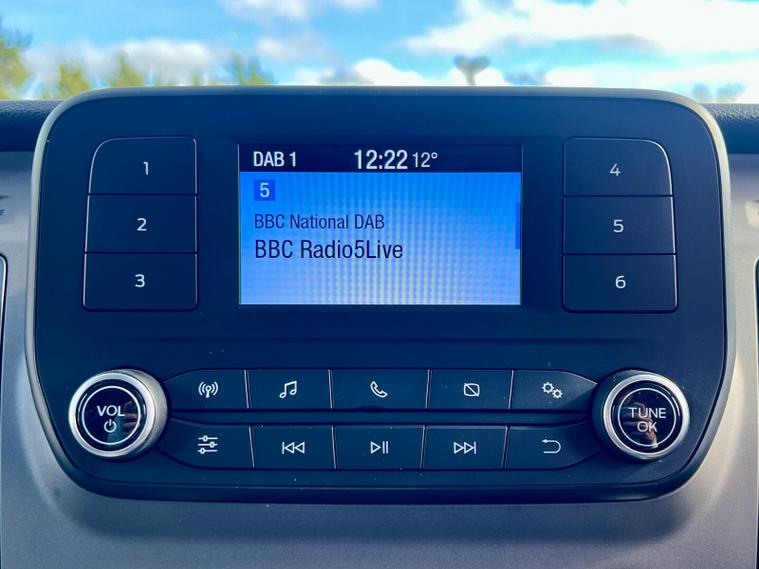 DAB 1 12:22 12°
5
BBC National DAB
BBC Radio5Live
1
2
3
4
5
6
VOL
TUNE
OK